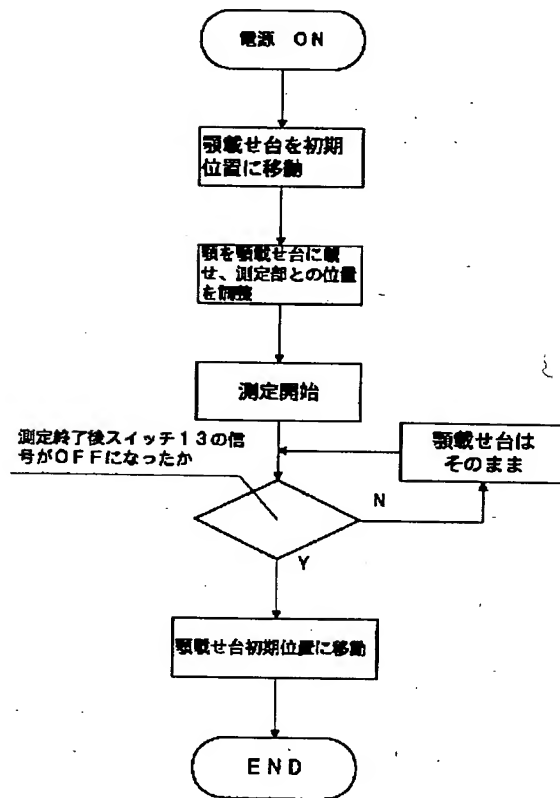 電源 ON
顎載せ台を初期
位置に移動
顎を顎載せ台に載
せ、測定部との位置
を調整
測定開始
測定終了後スイッチ13の信
号がOFFになったか
顎載せ台は
そのまま
N
Y
顎載せ台初期位置に移動
END